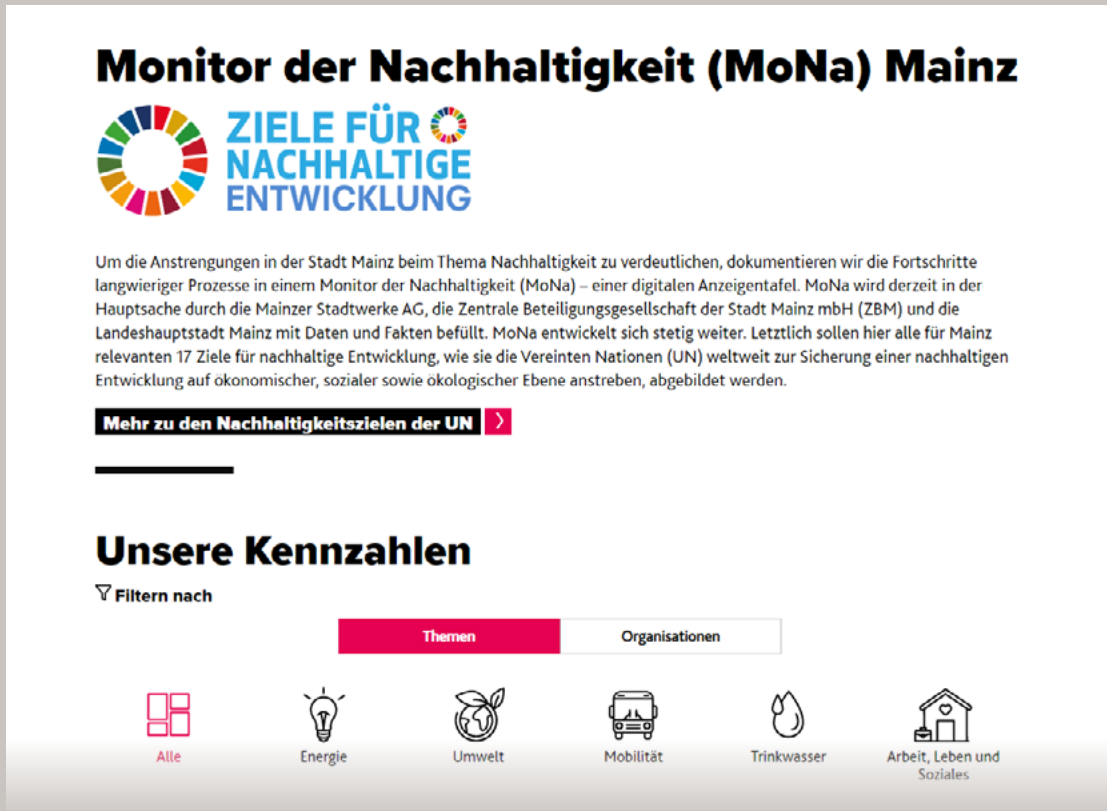 Monitor der Nachhaltigkeit (MoNa) Mainz
ZIELE FÜR
NACHHALTIGE
ENTWICKLUNG
Um die Anstrengungen in der Stadt Mainz beim Thema Nachhaltigkeit zu verdeutlichen, dokumentieren wir die Fortschritte
langwieriger Prozesse in einem Monitor der Nachhaltigkeit (MoNa) – einer digitalen Anzeigentafel. MoNa wird derzeit in der
Hauptsache durch die Mainzer Stadtwerke AG, die Zentrale Beteiligungsgesellschaft der Stadt Mainz mbH (ZBM) und die
Landeshauptstadt Mainz mit Daten und Fakten befüllt. MoNa entwickelt sich stetig weiter. Letztlich sollen hier alle für Mainz
relevanten 17 Ziele für nachhaltige Entwicklung, wie sie die Vereinten Nationen (UN) weltweit zur Sicherung einer nachhaltigen
Entwicklung auf ökonomischer, sozialer sowie ökologischer Ebene anstreben, abgebildet werden.
Mehr zu den Nachhaltigkeitszielen der UN
Unsere Kennzahlen
Filtern nach
Themen Organisationen
Alle Energie Umwelt Mobilität Trinkwasser Arbeit, Leben und
Soziales